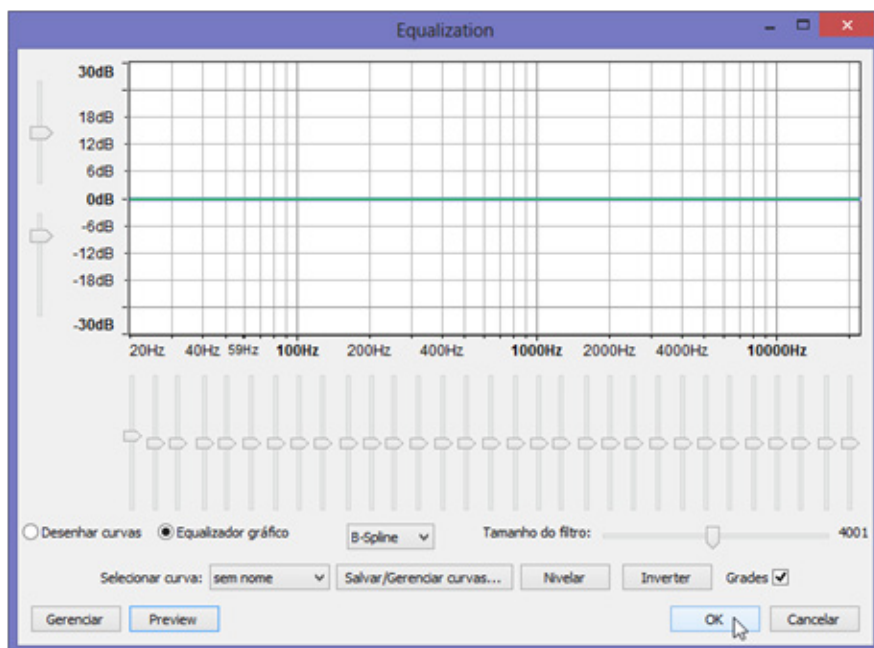 Equalization
30dB
18dB
12dB
6dB
0dB
-6dB
-12dB
-18dB
-30dB
20Hz 40Hz 59Hz 100Hz 200Hz 400Hz 1000Hz 2000Hz 4000Hz 10000Hz
Desenhar curvas Equalizador gráfico B-Spline Tamanho do filtro: 4001
Selecionar curva: sem nome Salvar/Gerenciar curvas... Nivelar Inverter Grades
Gerenciar Preview OK Cancelar